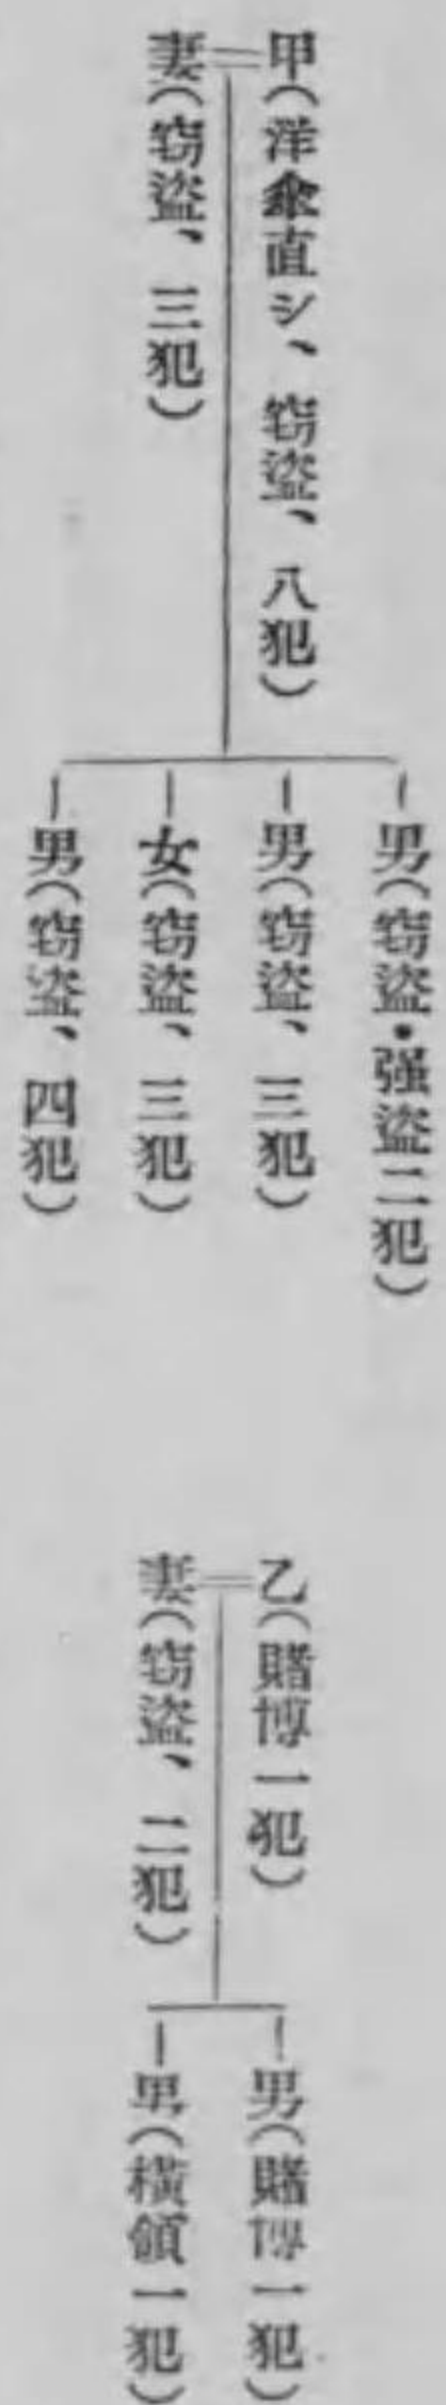 甲(洋傘直シ、窃盗、八犯)
妻(窃盗、三犯)
男(窃盗・强盗二犯)
男(窃盗、三犯)
女(窃盗、三犯)
男(窃盗、四犯)
乙(賭博一犯)
妻(窃盗、二犯)
男(賭博一犯)
男(横領一犯)